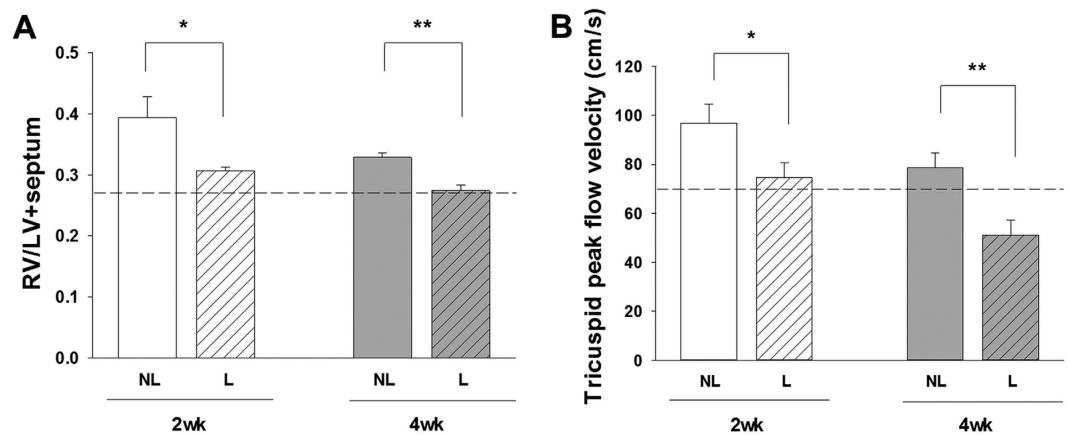 A
RV/LV+septum
0.5
0.4
0.3
0.2
0.1
0.0
*
**
NL
L
NL
L
2wk
4wk
B
Tricuspid peak flow velocity (cm/s)
120
100
80
60
40
20
0
*
**
NL
L
NL
L
2wk
4wk